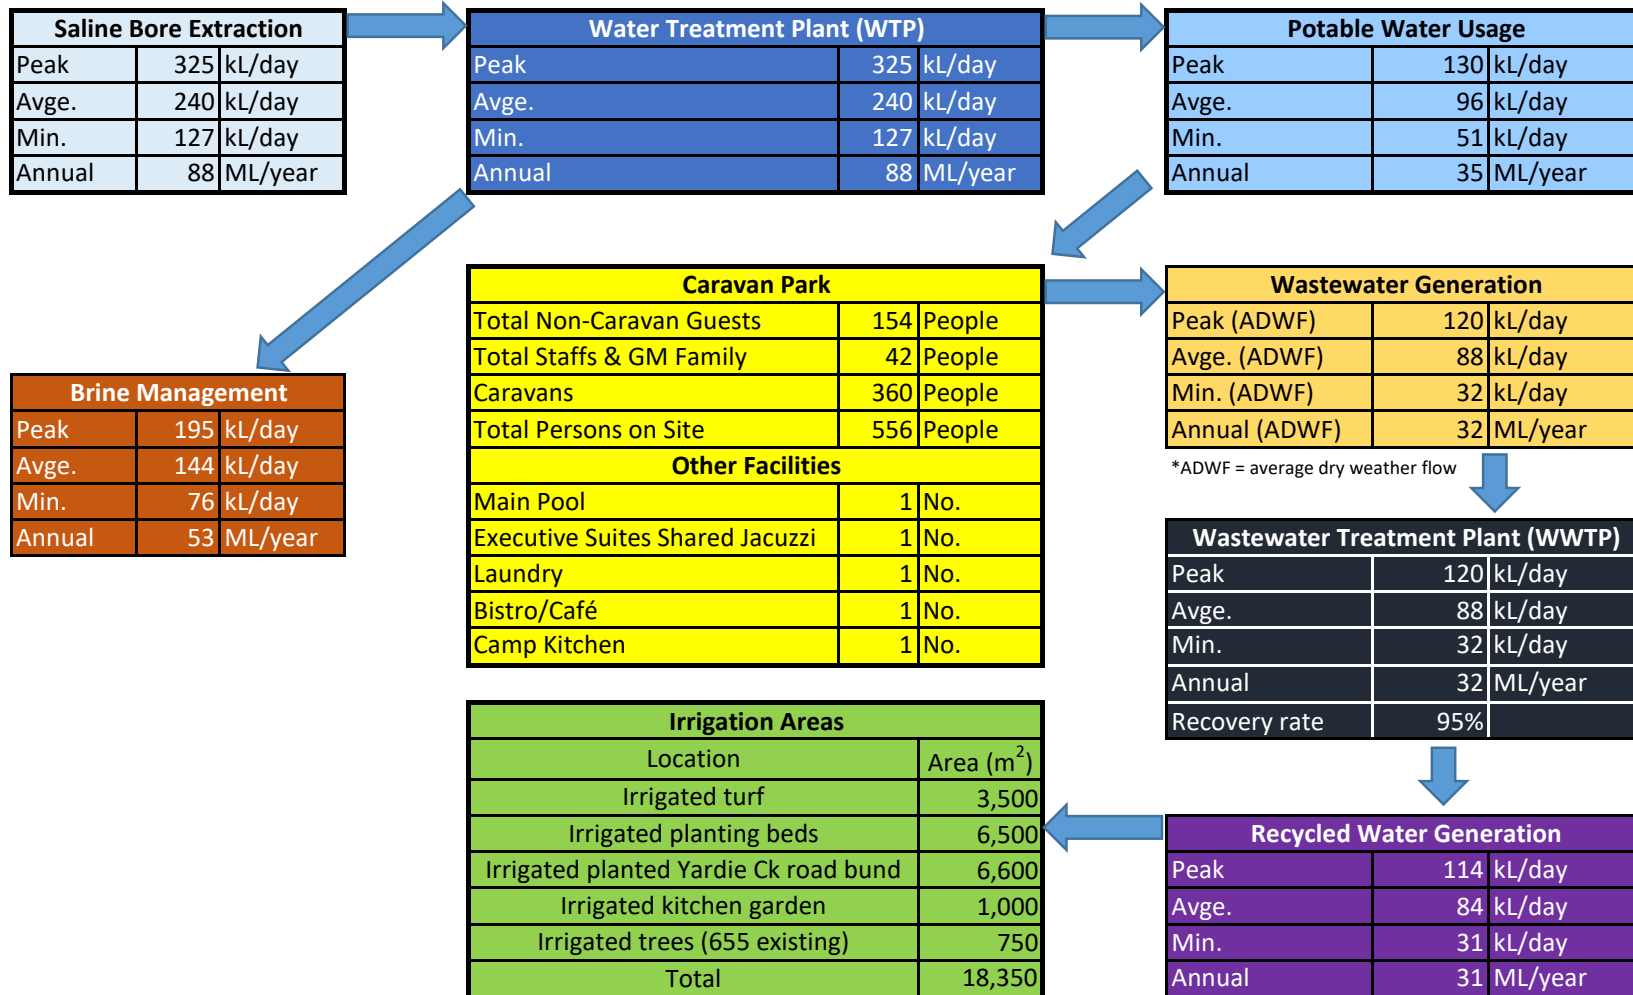 Saline Bore Extraction
Peak 325 kL/day
Avge. 240 kL/day
Min. 127 kL/day
Annual 88 ML/year
Water Treatment Plant (WTP)
Peak 325 kL/day
Avge. 240 kL/day
Min. 127 kL/day
Annual 88 ML/year
Potable Water Usage
Peak 130 kL/day
Avge. 96 kL/day
Min. 51 kL/day
Annual 35 ML/year
Brine Management
Peak 195 kL/day
Avge. 144 kL/day
Min. 76 kL/day
Annual 53 ML/year
Caravan Park
Total Non-Caravan Guests 154 People
Total Staffs & GM Family 42 People
Caravans 360 People
Total Persons on Site 556 People
Other Facilities
Main Pool 1 No.
Executive Suites Shared Jacuzzi 1 No.
Laundry 1 No.
Bistro/Café 1 No.
Camp Kitchen 1 No.
Wastewater Generation
Peak (ADWF) 120 kL/day
Avge. (ADWF) 88 kL/day
Min. (ADWF) 32 kL/day
Annual (ADWF) 32 ML/year
*ADWF = average dry weather flow
Wastewater Treatment Plant (WWTP)
Peak 120 kL/day
Avge. 88 kL/day
Min. 32 kL/day
Annual 32 ML/year
Recovery rate 95%
Irrigation Areas
Location Area (m²)
Irrigated turf 3,500
Irrigated planting beds 6,500
Irrigated planted Yardie Ck road bund 6,600
Irrigated kitchen garden 1,000
Irrigated trees (655 existing) 750
Total 18,350
Recycled Water Generation
Peak 114 kL/day
Avge. 84 kL/day
Min. 31 kL/day
Annual 31 ML/year